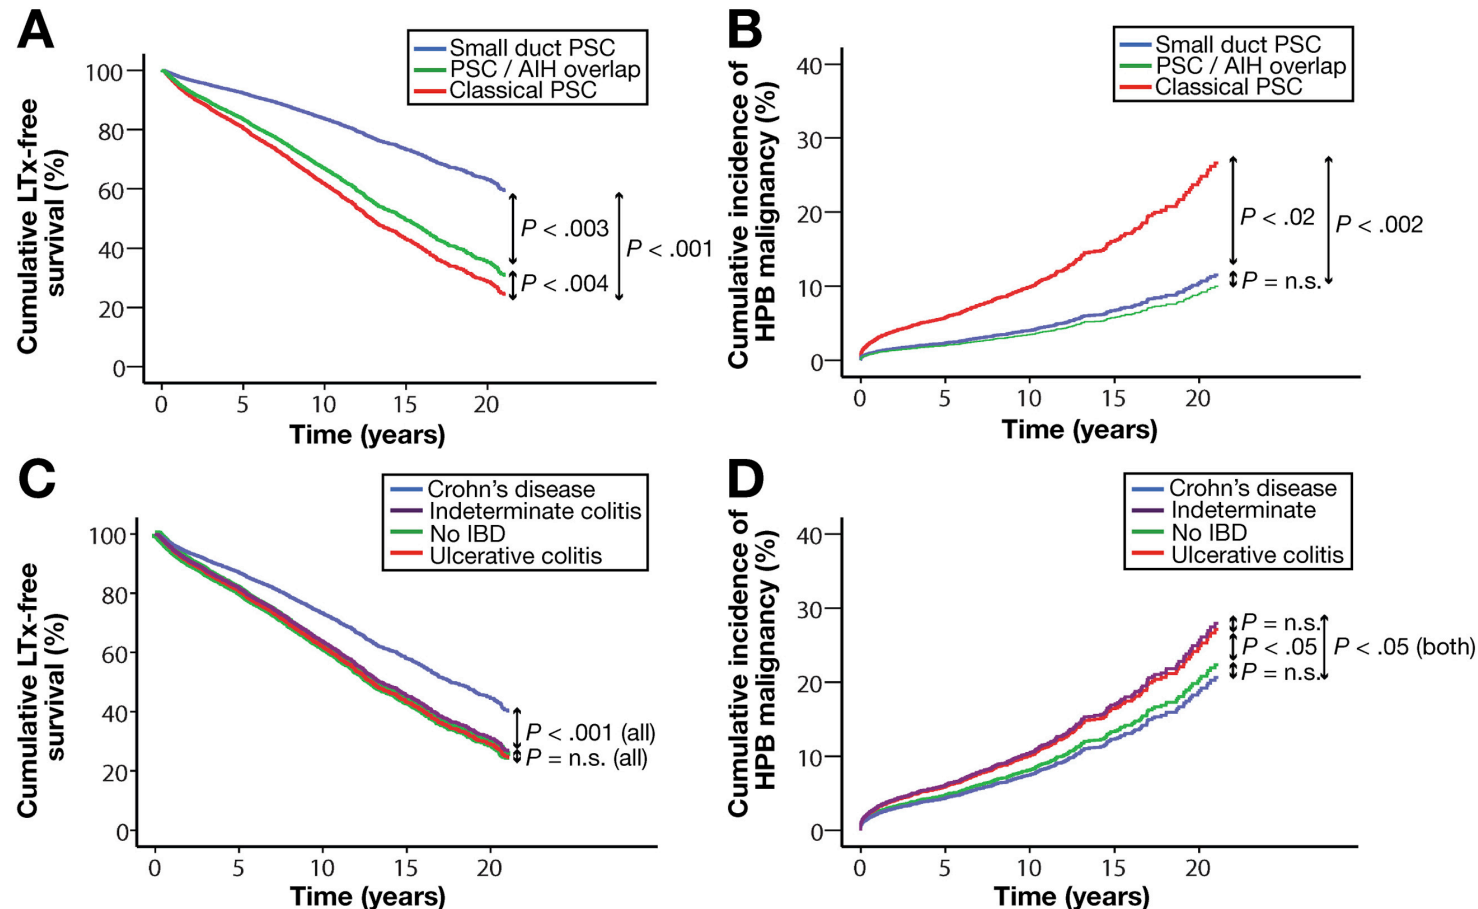 A
Small duct PSC
PSC / AIH overlap
Classical PSC
Cumulative LTx-free
survival (%)
100
80
60
40
20
0
P < .003
P < .004
P < .001
0 5 10 15 20
Time (years)
B
Small duct PSC
PSC / AIH overlap
Classical PSC
Cumulative incidence of
HPB malignancy (%)
40
30
20
10
0
P < .02
P < .002
P = n.s.
0 5 10 15 20
Time (years)
C
Crohn's disease
Indeterminate colitis
No IBD
Ulcerative colitis
Cumulative LTx-free
survival (%)
100
80
60
40
20
0
P < .001 (all)
P = n.s. (all)
0 5 10 15 20
Time (years)
D
Crohn's disease
Indeterminate
No IBD
Ulcerative colitis
Cumulative incidence of
HPB malignancy (%)
40
30
20
10
0
P = n.s.
P < .05
P < .05 (both)
P = n.s.
0 5 10 15 20
Time (years)